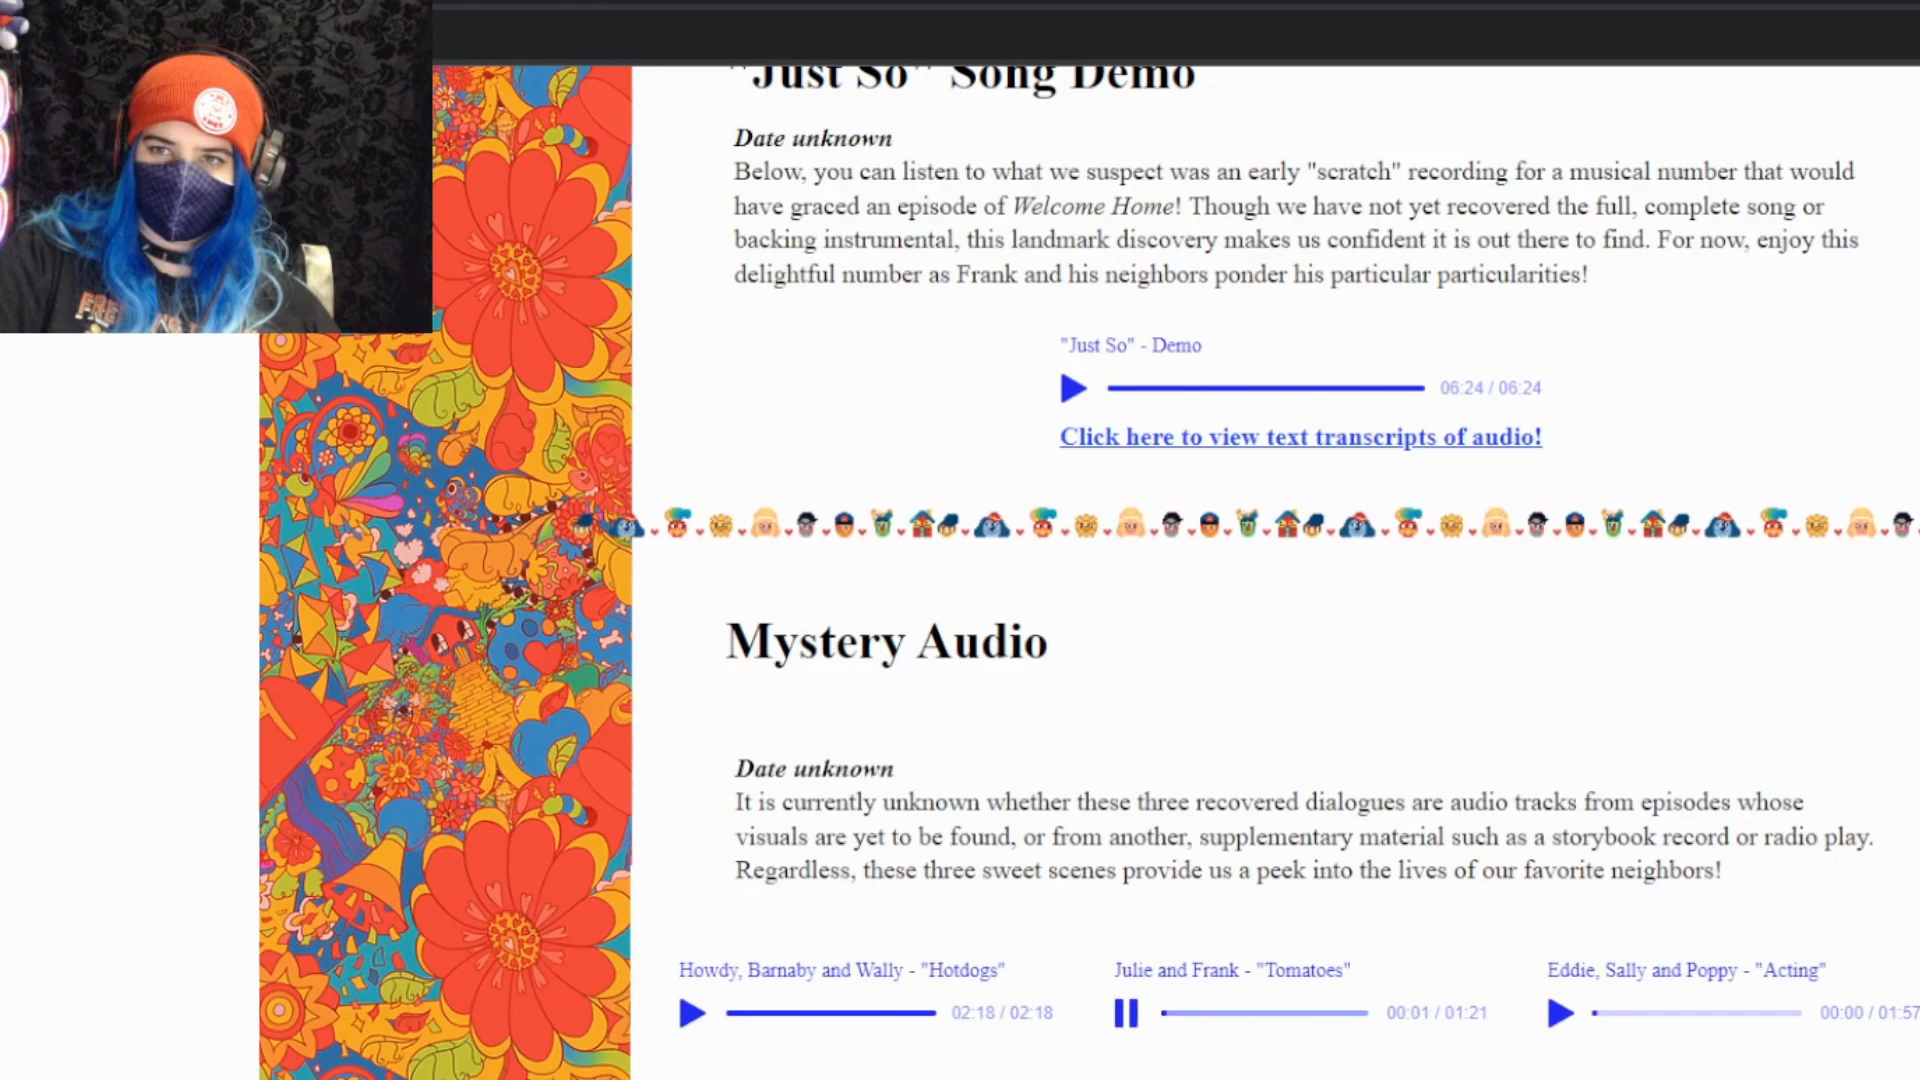 "Just So" Song Demo
Date unknown
Below, you can listen to what we suspect was an early "scratch" recording for a musical number that would
have graced an episode of Welcome Home! Though we have not yet recovered the full, complete song or
backing instrumental, this landmark discovery makes us confident it is out there to find. For now, enjoy this
delightful number as Frank and his neighbors ponder his particular particularities!
"Just So" - Demo
06:24 / 06:24
Click here to view text transcripts of audio!
Mystery Audio
Date unknown
It is currently unknown whether these three recovered dialogues are audio tracks from episodes whose
visuals are yet to be found, or from another, supplementary material such as a storybook record or radio play.
Regardless, these three sweet scenes provide us a peek into the lives of our favorite neighbors!
Howdy, Barnaby and Wally - "Hotdogs" Julie and Frank - "Tomatoes" Eddie, Sally and Poppy - "Acting"
02:18 / 02:18 00:01 / 01:21 00:00 / 01:57